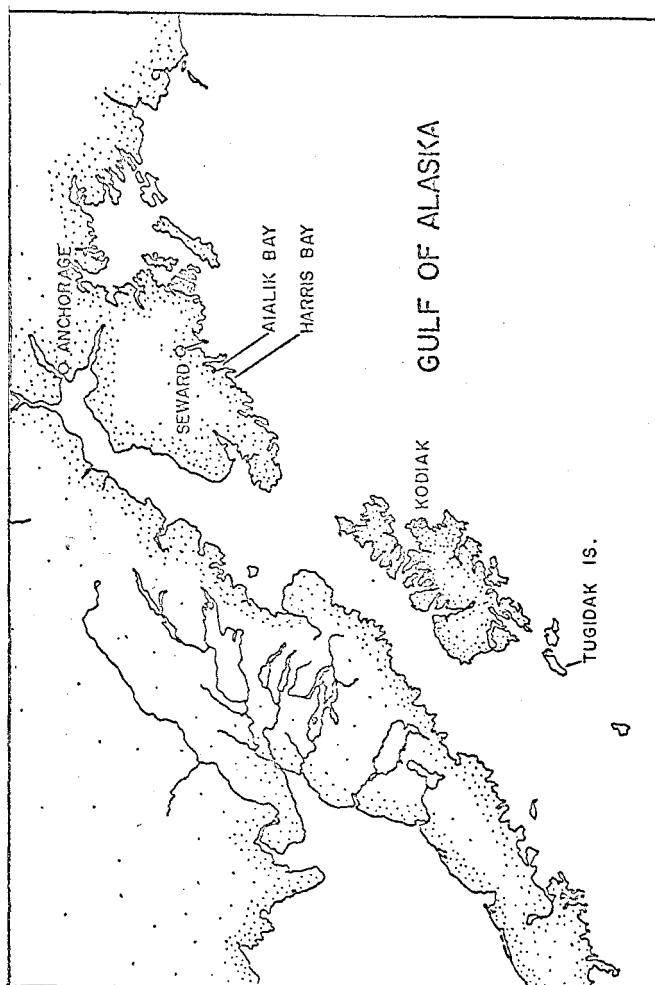 ANCHORAGE
SEWARD
AIALIK BAY
HARRIS BAY
GULF OF ALASKA
KODIAK
TUGIDAK IS.